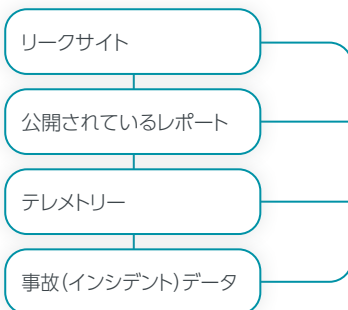 リークサイト
公開されているレポート
テレメトリー
事故(インシデント)データ